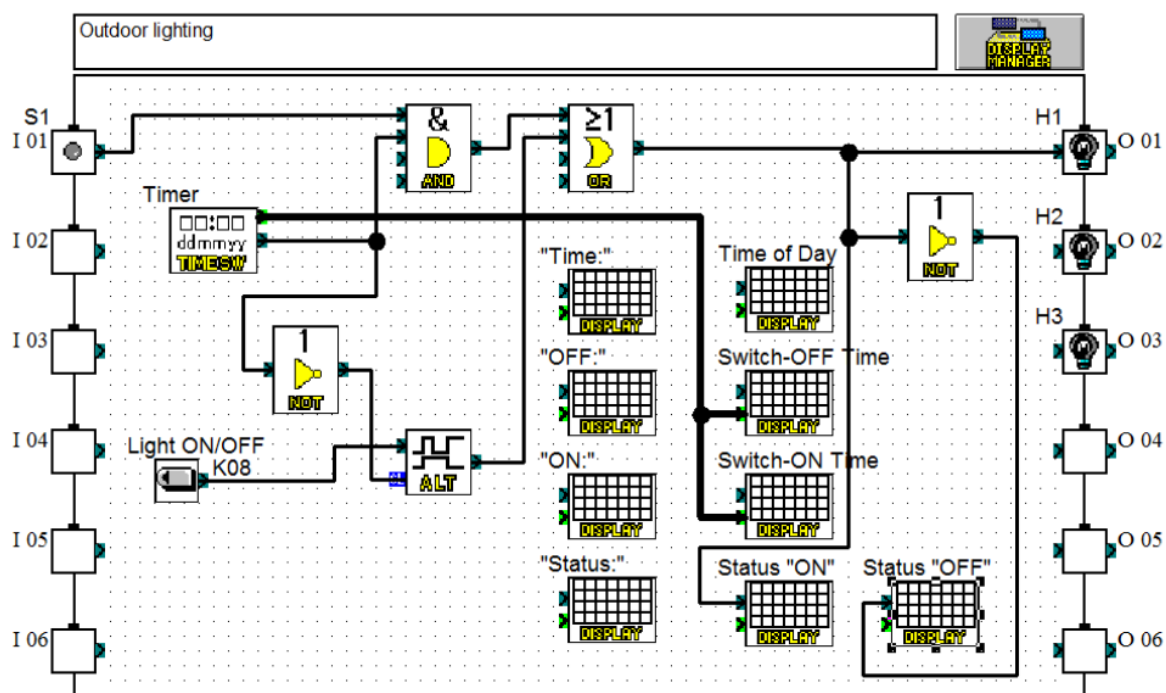 Outdoor lighting
DISPLAY
MANAGER
S1
I 01
&
AND
≥1
OR
H1
O 01
Timer
00:00
ddmmyy
TIMESW
I 02
1
NOT
H2
O 02
"Time:"
DISPLAY
Time of Day
DISPLAY
I 03
1
NOT
H3
O 03
"OFF:"
DISPLAY
Switch-OFF Time
DISPLAY
I 04
Light ON/OFF
K08
ALT
"ON:"
DISPLAY
Switch-ON Time
DISPLAY
O 04
I 05
O 05
"Status:"
DISPLAY
Status "ON"
DISPLAY
Status "OFF"
DISPLAY
I 06
O 06